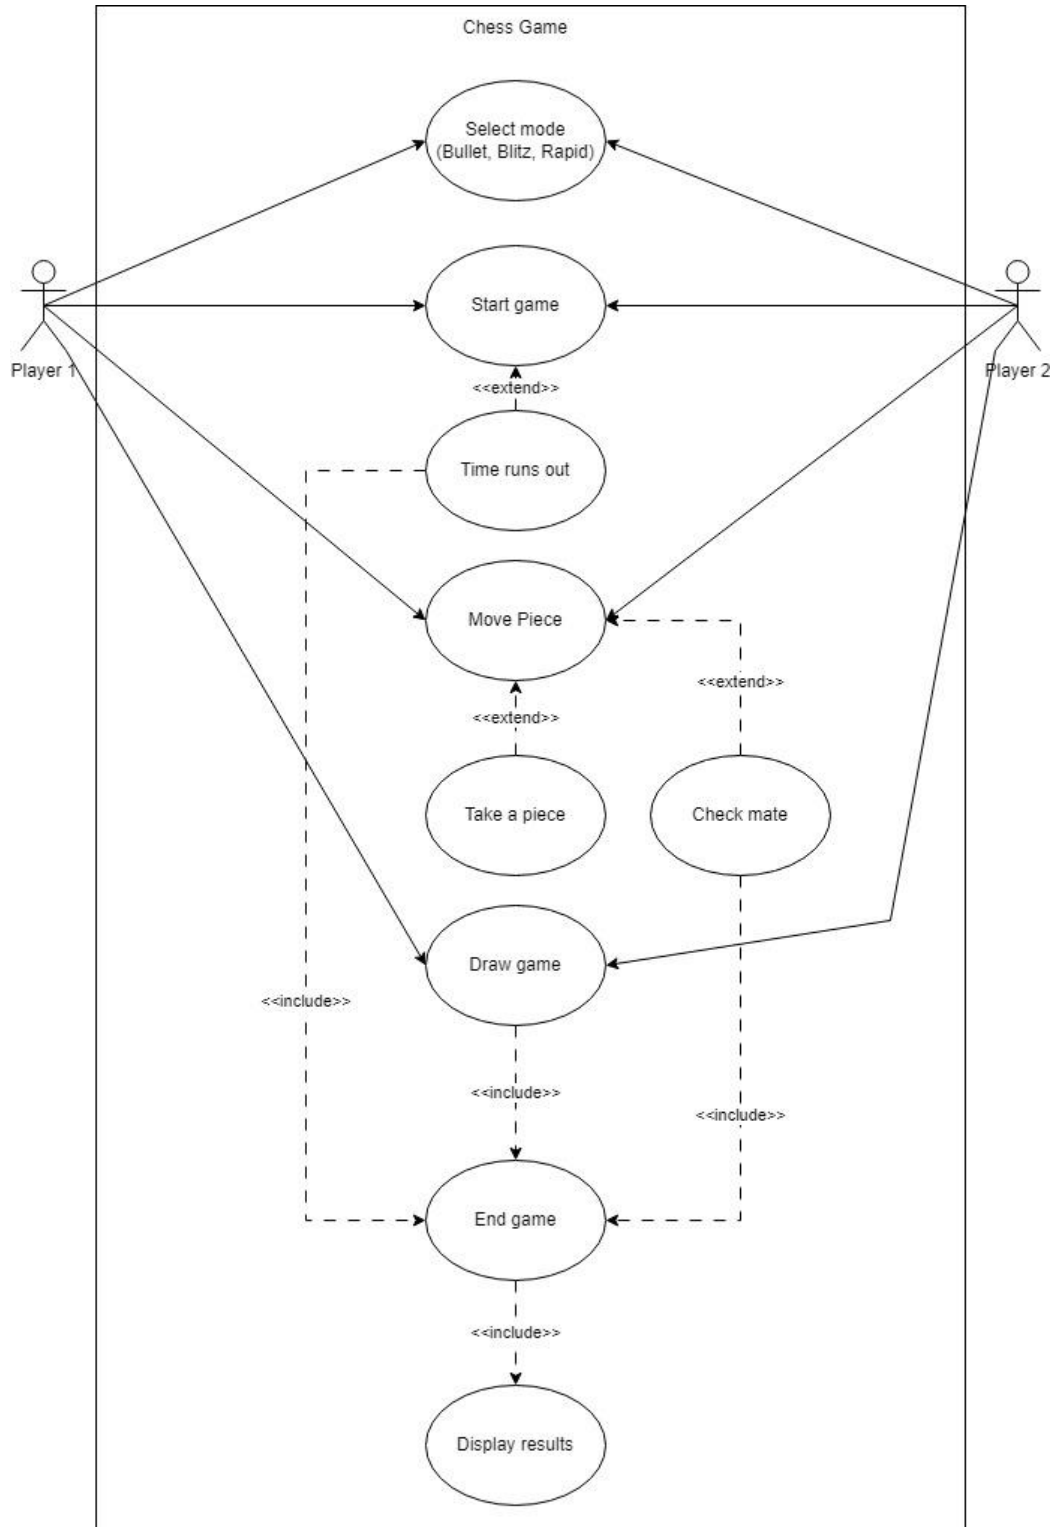 Chess Game
Select mode
(Bullet, Blitz, Rapid)
Start game
Player 1
Player 2
<<extend>>
Time runs out
Move Piece
<<extend>>
<<extend>>
Take a piece
Check mate
Draw game
<<include>>
<<include>>
<<include>>
End game
<<include>>
Display results